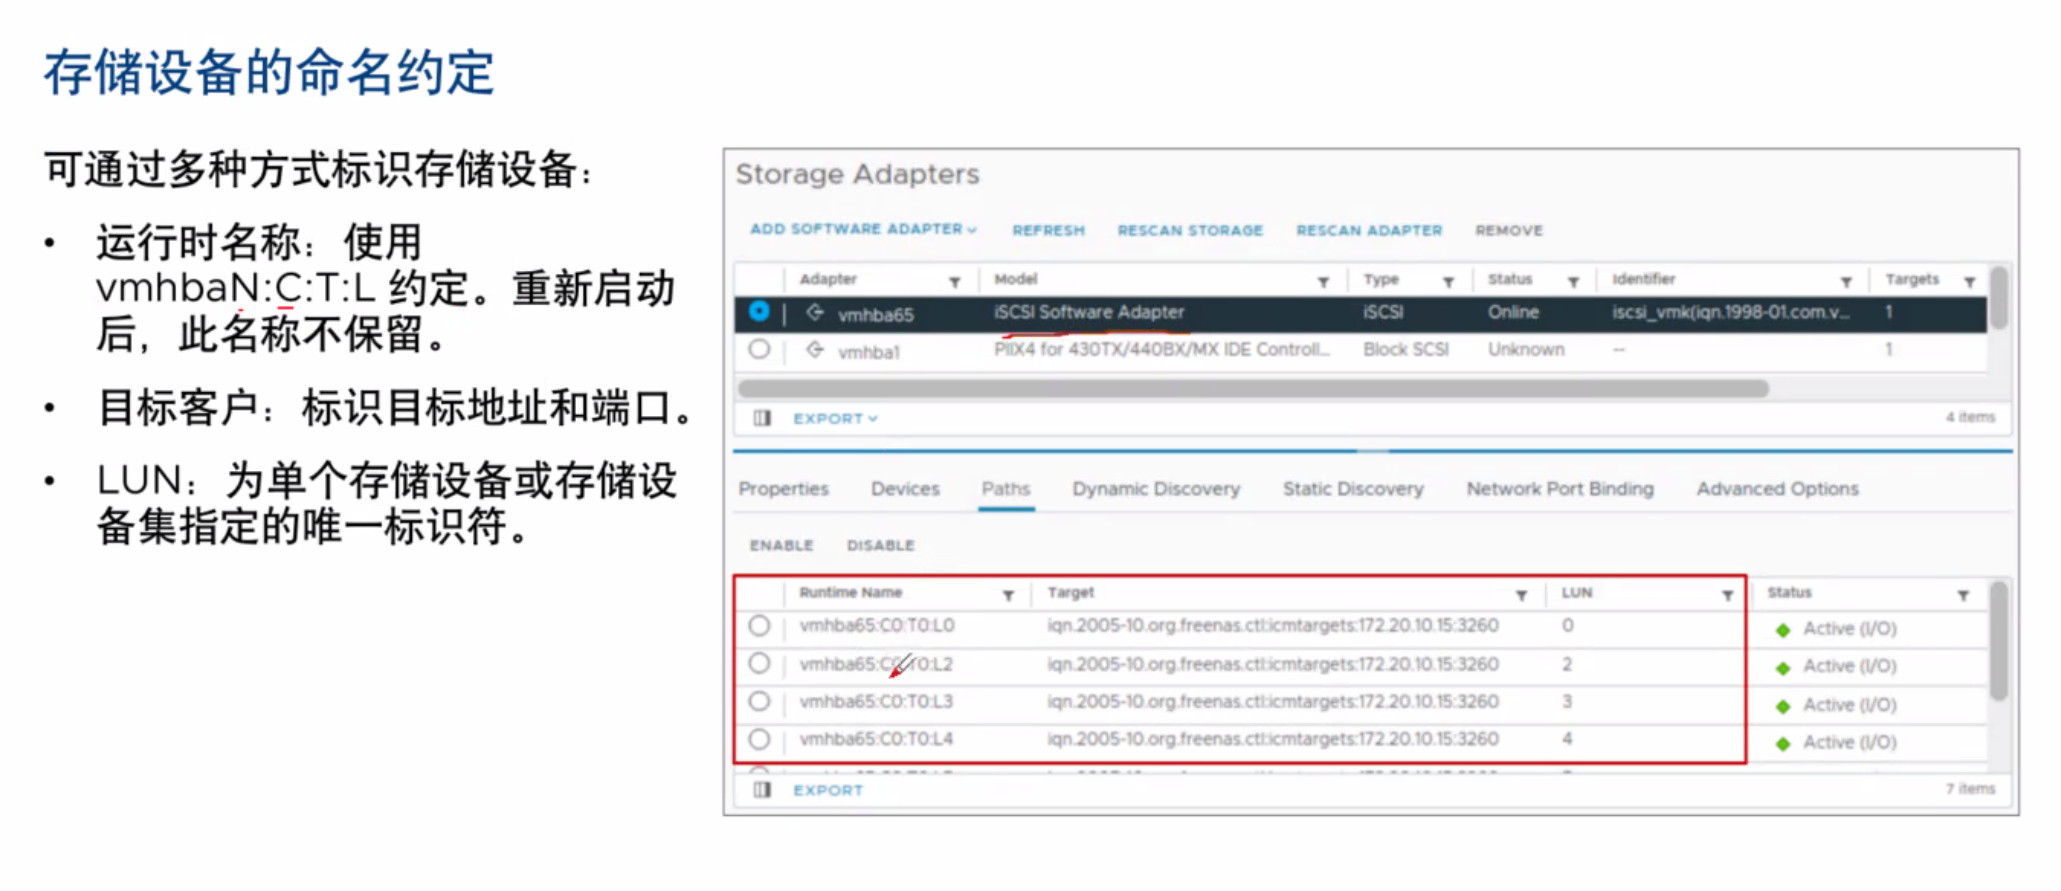 存储设备的命名约定
可通过多种方式标识存储设备：
• 运行时名称：使用
vmhbaN:C:T:L 约定。重新启动
后，此名称不保留。
• 目标客户：标识目标地址和端口。
• LUN：为单个存储设备或存储设
备集指定的唯一标识符。
Storage Adapters
ADD SOFTWARE ADAPTER REFRESH RESCAN STORAGE RESCAN ADAPTER REMOVE
Adapter Model Type Status Identifier Targets
vmhba65 iSCSI Software Adapter iSCSI Online iscsi_vmk(iqn.1998-01.com.v... 1
vmhba1 PIIX4 for 430TX/440BX/MX IDE Controll... Block SCSI Unknown -- 1
EXPORT 4 items
Properties Devices Paths Dynamic Discovery Static Discovery Network Port Binding Advanced Options
ENABLE DISABLE
Runtime Name Target LUN Status
vmhba65:C0:T0:L0 iqn.2005-10.org.freenas.ctl:icmtargets:172.20.10.15:3260 0 Active (I/O)
vmhba65:C0:T0:L2 iqn.2005-10.org.freenas.ctl:icmtargets:172.20.10.15:3260 2 Active (I/O)
vmhba65:C0:T0:L3 iqn.2005-10.org.freenas.ctl:icmtargets:172.20.10.15:3260 3 Active (I/O)
vmhba65:C0:T0:L4 iqn.2005-10.org.freenas.ctl:icmtargets:172.20.10.15:3260 4 Active (I/O)
EXPORT 7 items